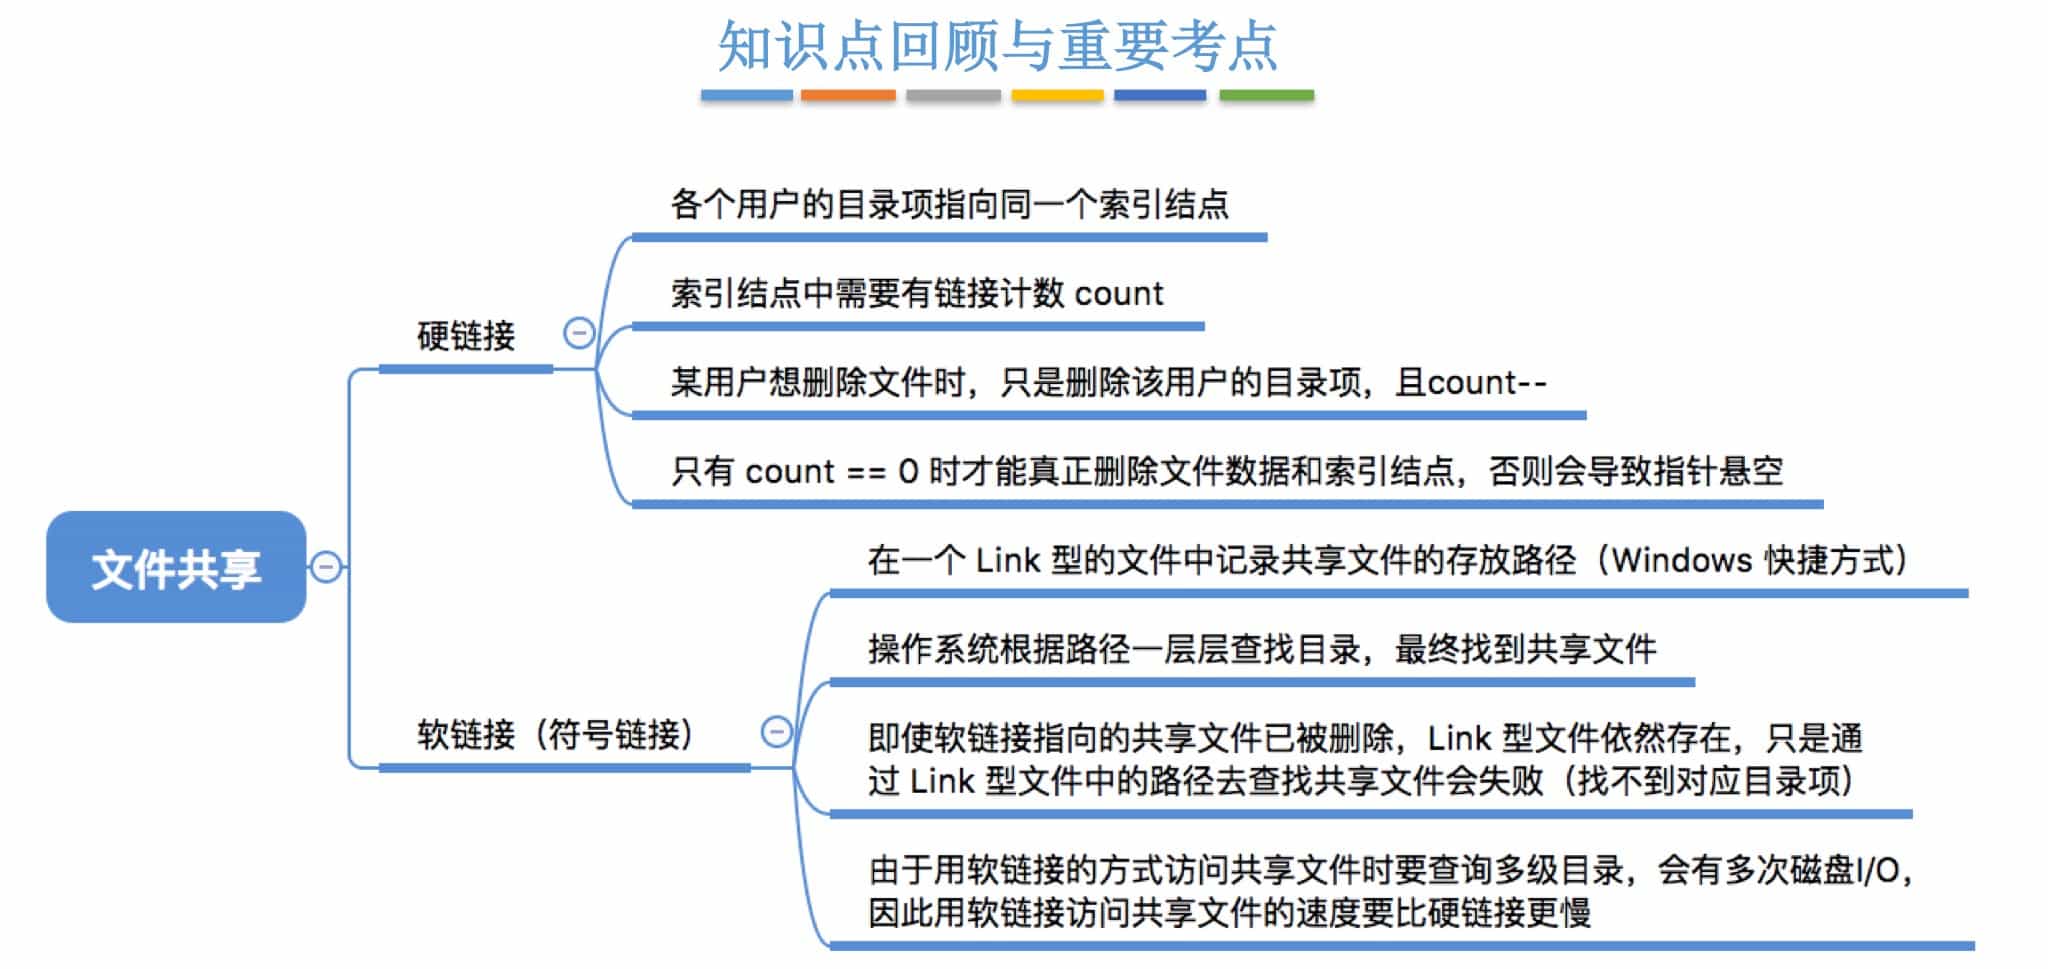 知识点回顾与重要考点
各个用户的目录项指向同一个索引结点
索引结点中需要有链接计数 count
硬链接
某用户想删除文件时，只是删除该用户的目录项，且count--
只有 count == 0 时才能真正删除文件数据和索引结点，否则会导致指针悬空
文件共享
在一个 Link 型的文件中记录共享文件的存放路径（Windows 快捷方式）
操作系统根据路径一层层查找目录，最终找到共享文件
软链接（符号链接）
即使软链接指向的共享文件已被删除，Link 型文件依然存在，只是通
过 Link 型文件中的路径去查找共享文件会失败（找不到对应目录项）
由于用软链接的方式访问共享文件时要查询多级目录，会有多次磁盘I/O，
因此用软链接访问共享文件的速度要比硬链接更慢